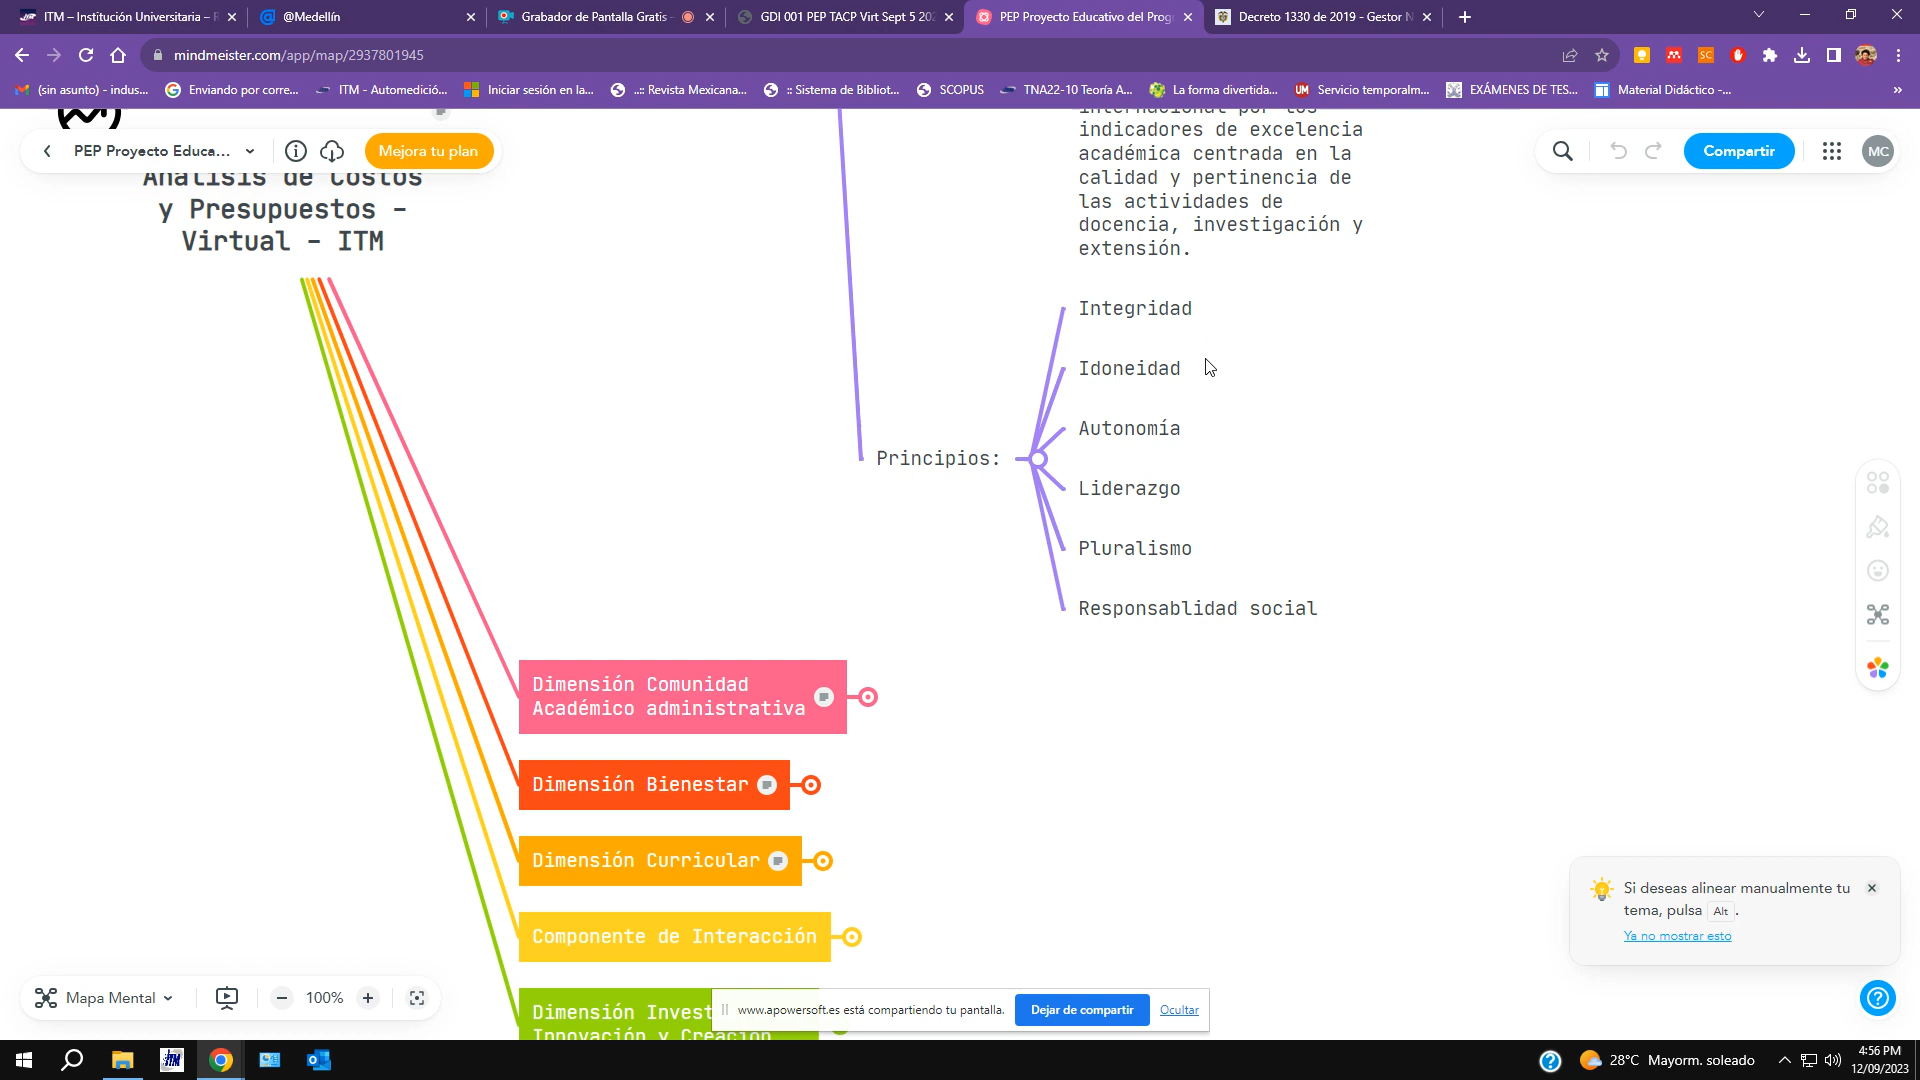 ITM – Institución Universitaria – R
@Medellín
Grabador de Pantalla Gratis -
GDI 001 PEP TACP Virt Sept 5 202
PEP Proyecto Educativo del Prog
Decreto 1330 de 2019 - Gestor N
mindmeister.com/app/map/2937801945
(sin asunto) - indus...
Enviando por corre...
ITM - Automedició...
Iniciar sesión en la...
..:: Revista Mexicana...
:: Sistema de Bibliot...
SCOPUS
TNA22-10 Teoría A...
La forma divertida...
Servicio temporalm...
EXÁMENES DE TES...
Material Didáctico -...
»
PEP Proyecto Educa...
Mejora tu plan
Compartir
MC
Análisis de Costos
y Presupuestos -
Virtual - ITM
internacional por los
indicadores de excelencia
académica centrada en la
calidad y pertinencia de
las actividades de
docencia, investigación y
extensión.
Principios:
Integridad
Idoneidad
Autonomía
Liderazgo
Pluralismo
Responsablidad social
Dimensión Comunidad
Académico administrativa
Dimensión Bienestar
Dimensión Curricular
Componente de Interacción
Dimensión Invest
Innovación y Creación
Si deseas alinear manualmente tu
tema, pulsa Alt .
Ya no mostrar esto
Mapa Mental
100%
www.apowersoft.es está compartiendo tu pantalla.
Dejar de compartir
Ocultar
28°C Mayorm. soleado
4:56 PM
12/09/2023